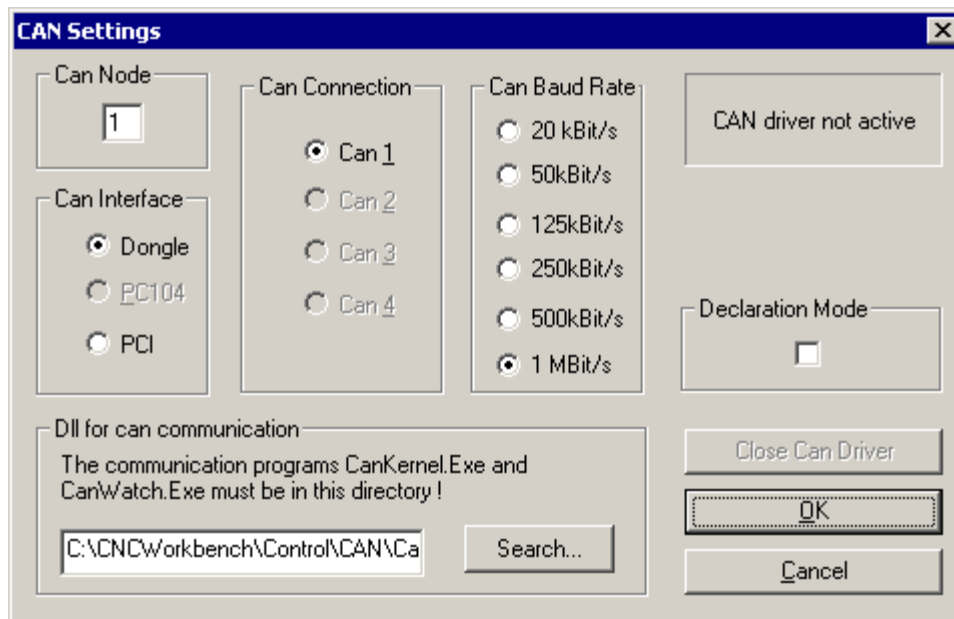 CAN Settings
Can Node
1
Can Interface
Dongle
PC104
PCI
Can Connection
Can 1
Can 2
Can 3
Can 4
Can Baud Rate
20 kBit/s
50kBit/s
125kBit/s
250kBit/s
500kBit/s
1 MBit/s
CAN driver not active
Declaration Mode
Dll for can communication
The communication programs CanKernel.Exe and
CanWatch.Exe must be in this directory !
C:\CNCWorkbench\Control\CAN\Ca
Search...
Close Can Driver
OK
Cancel